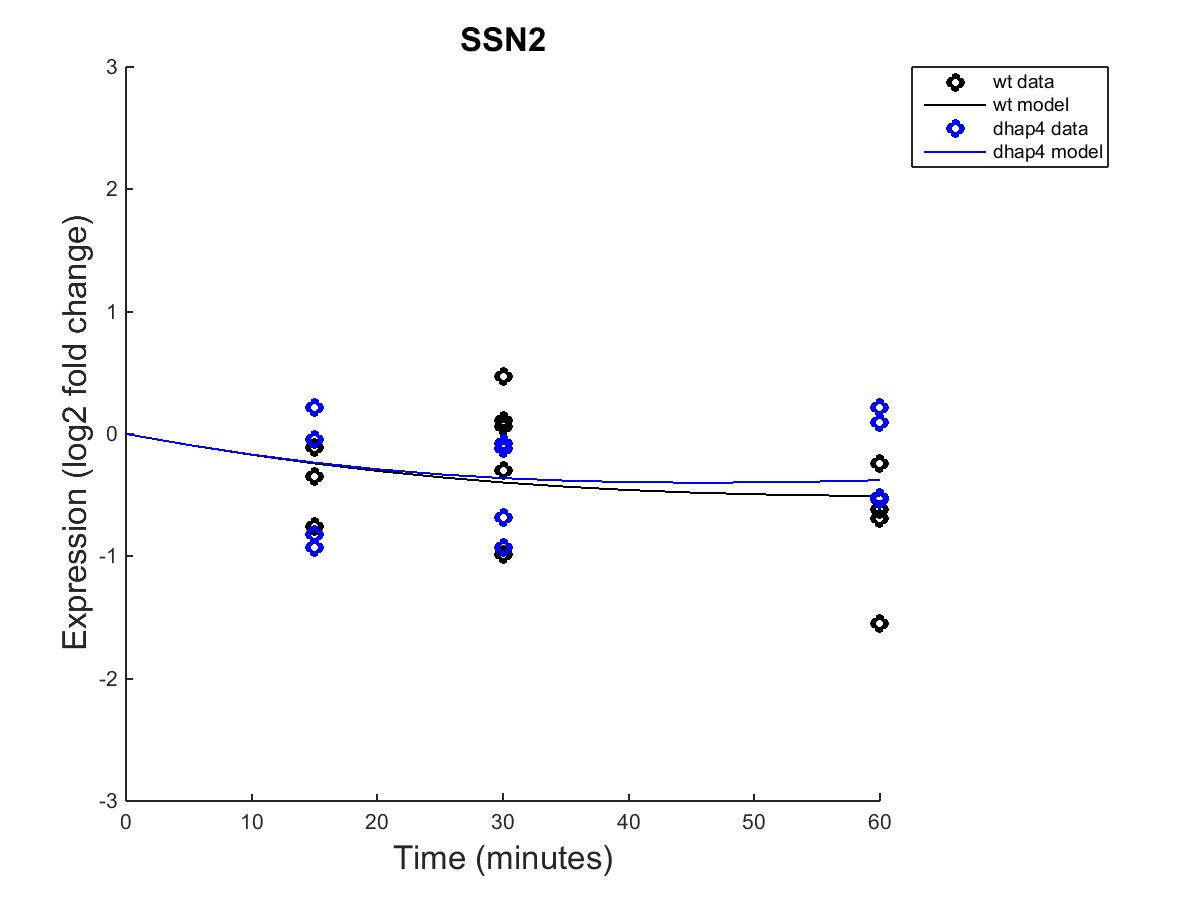 SSN2
3
2
1
0
-1
-2
-3
Expression (log2 fold change)
0 10 20 30 40 50 60
Time (minutes)
wt data
wt model
dhap4 data
dhap4 model